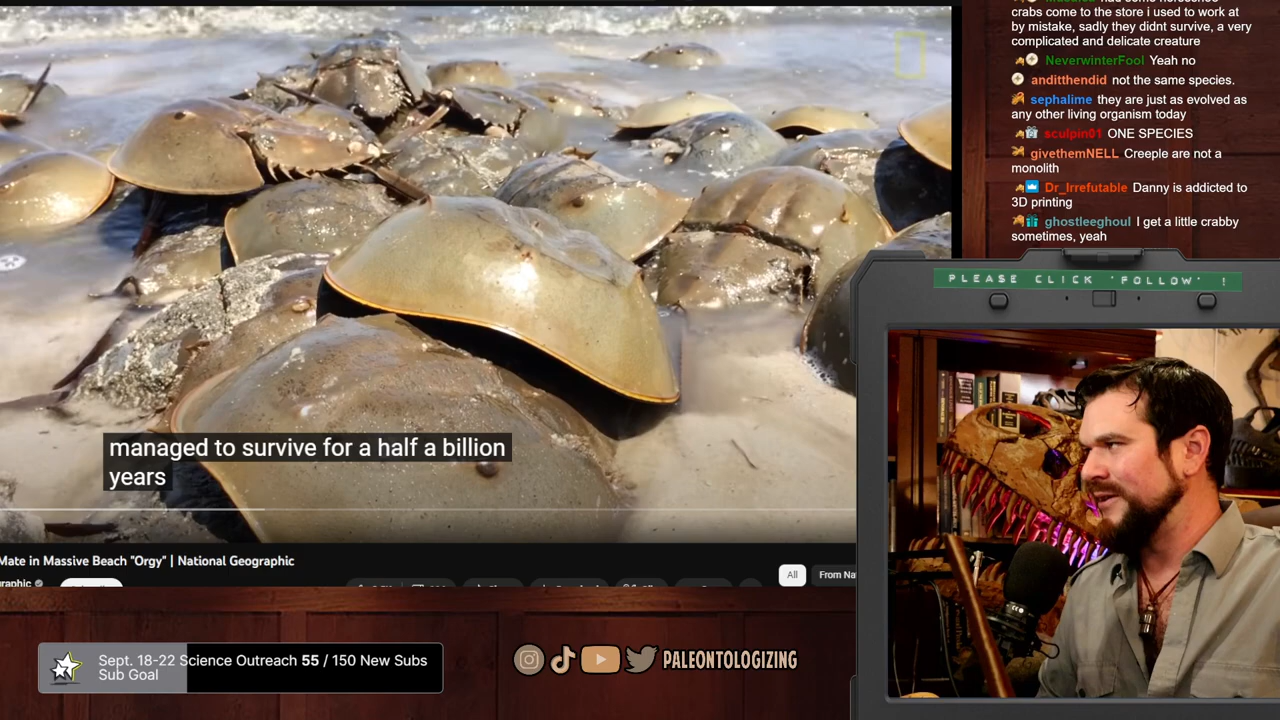 crabs come to the store i used to work at
by mistake, sadly they didnt survive, a very
complicated and delicate creature
NeverwinterFool Yeah no
anditthendid not the same species.
sephalime they are just as evolved as
any other living organism today
sculpin01 ONE SPECIES
givethemNELL Creeple are not a
monolith
Dr_Irrefutable Danny is addicted to
3D printing
ghostleeghoul I get a little crabby
sometimes, yeah
PLEASE CLICK "FOLLOW" !
managed to survive for a half a billion
years
Mate in Massive Beach "Orgy" | National Geographic
All
Sept. 18-22 Science Outreach 55 / 150 New Subs
Sub Goal
PALEONTOLOGIZING